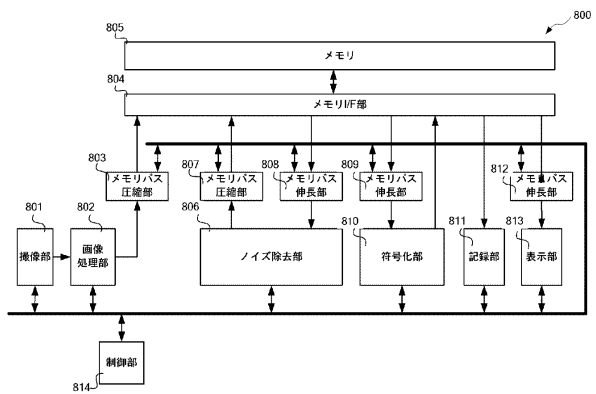 800
805
メモリ
804
メモリI/F部
803
メモリバス
圧縮部
807
メモリバス
圧縮部
808
メモリバス
伸長部
809
メモリバス
伸長部
812
メモリバス
伸長部
801
撮像部
802
画像
処理部
806
ノイズ除去部
810
符号化部
811
記録部
813
表示部
制御部
814